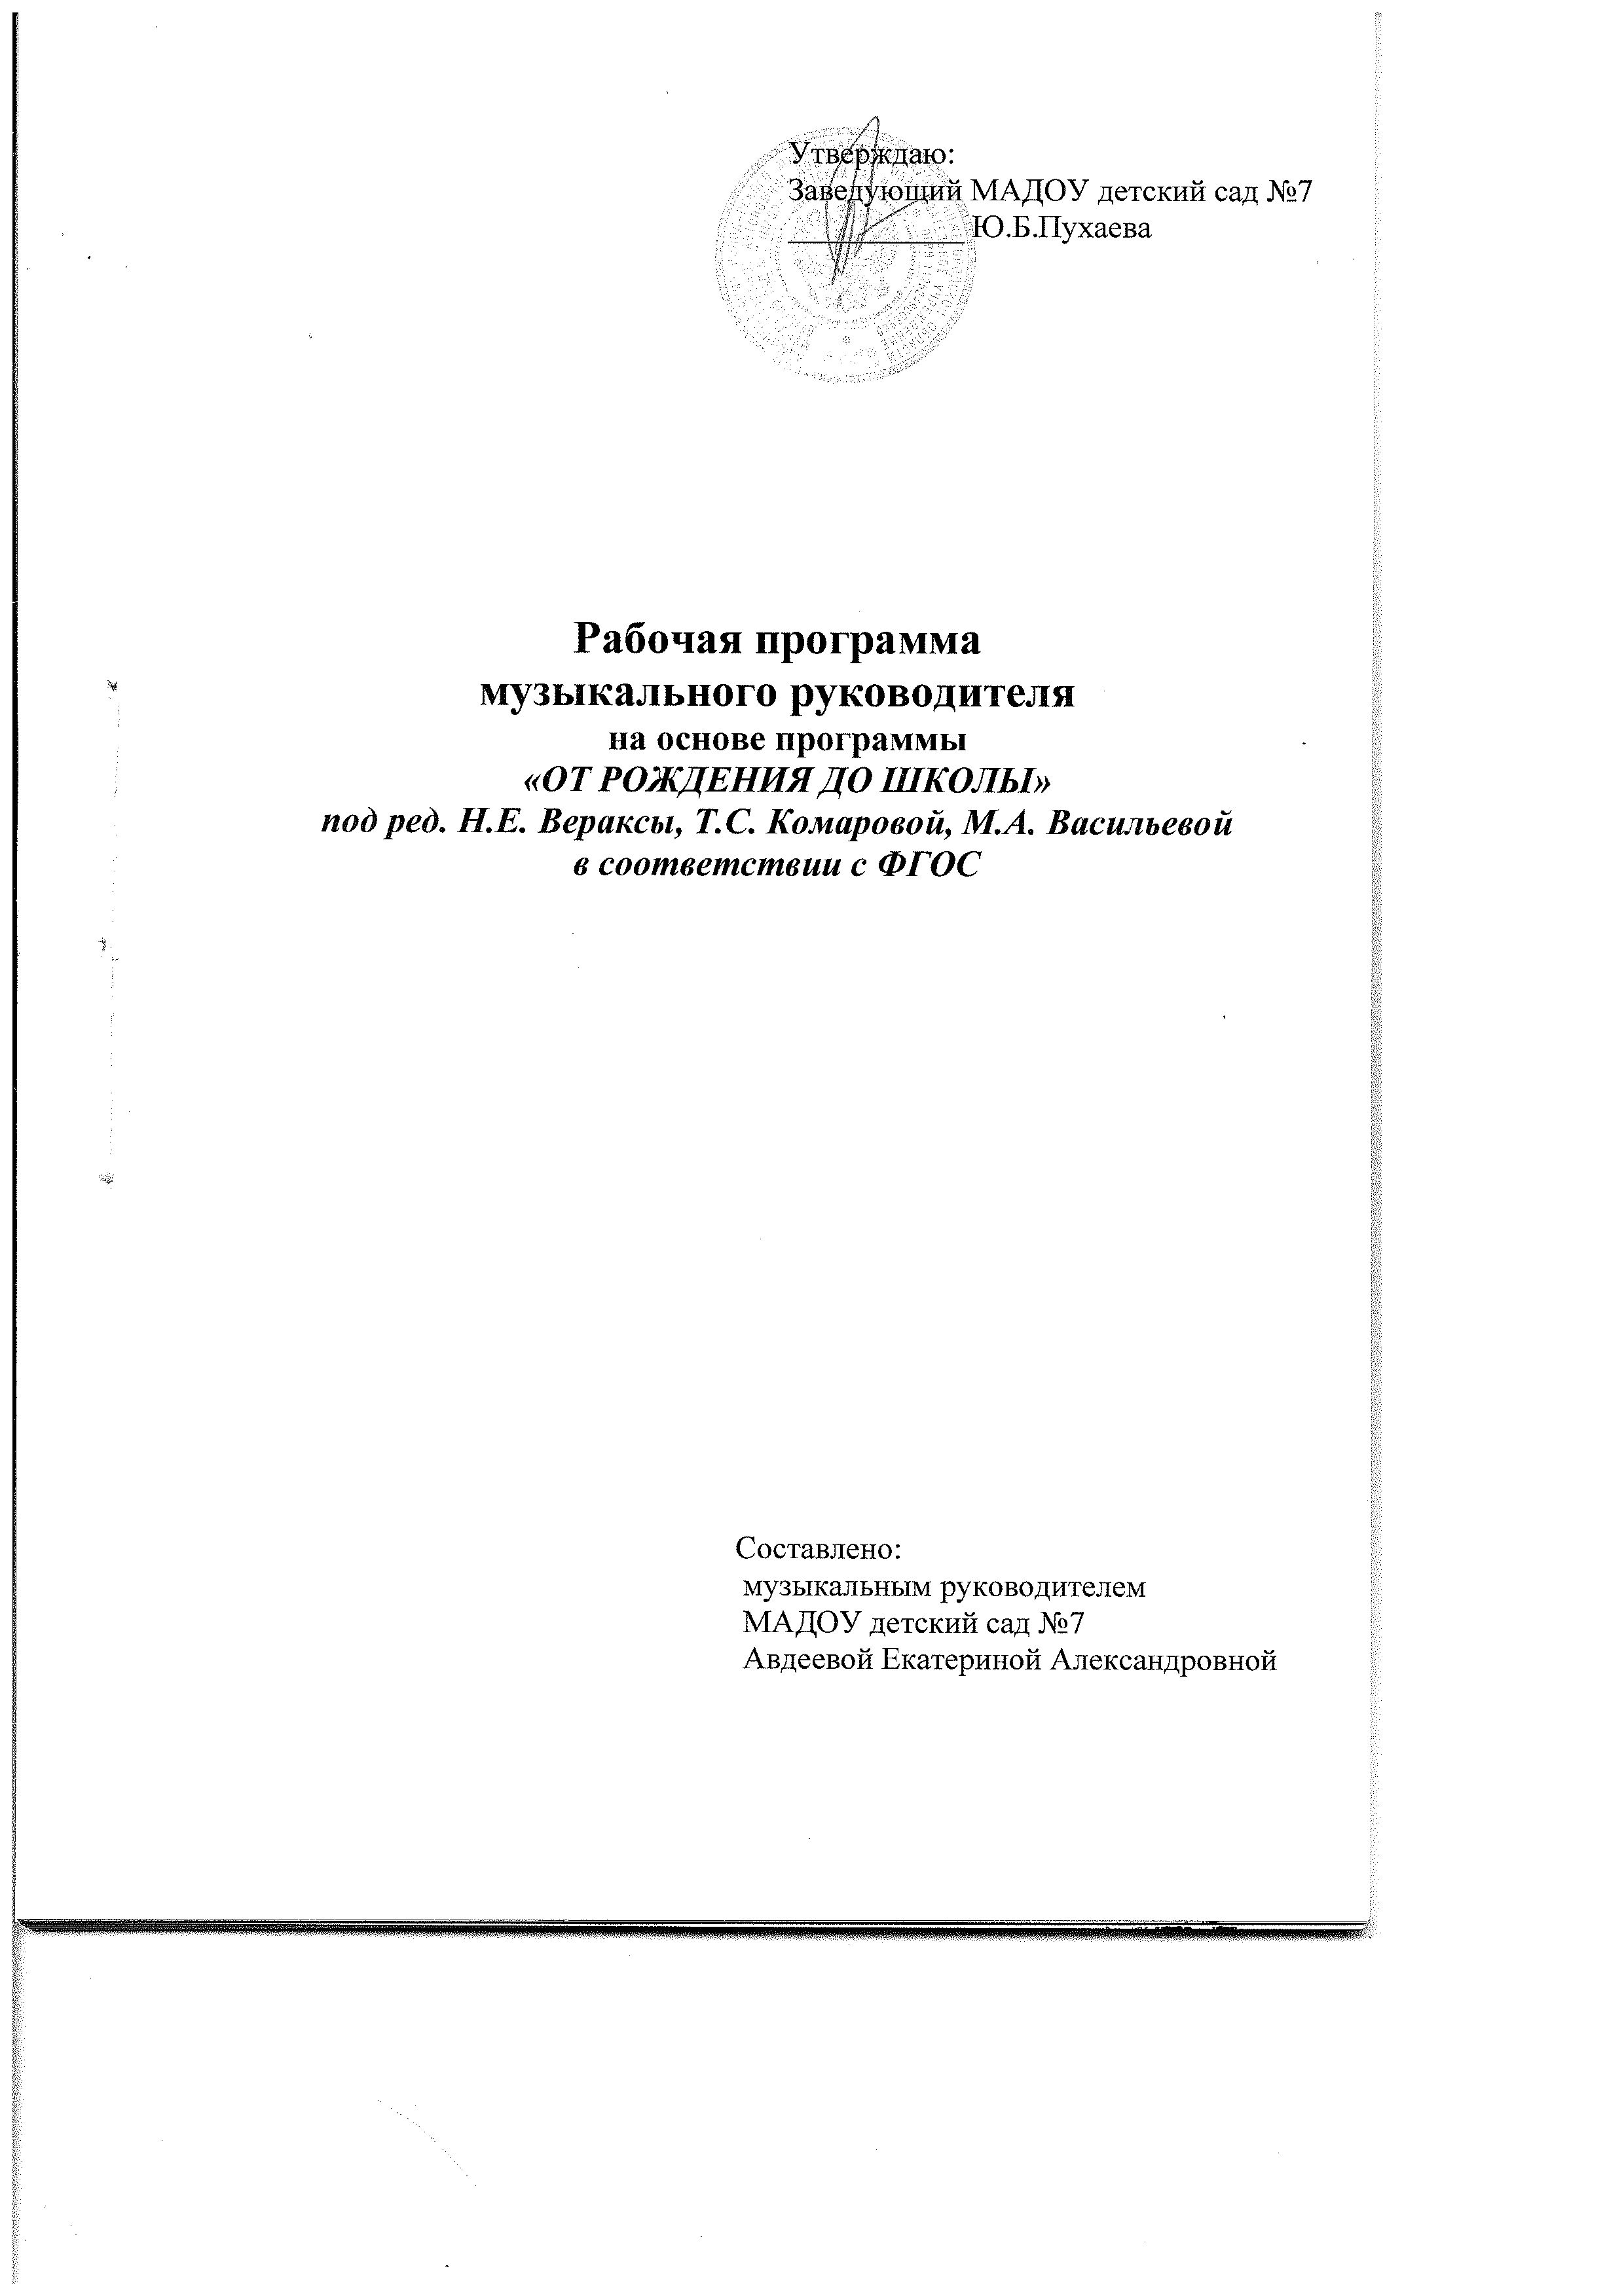 Утверждаю:
Заведующий МАДОУ детский сад №7
____________Ю.Б.Пухаева
Рабочая программа
музыкального руководителя
на основе программы
«ОТ РОЖДЕНИЯ ДО ШКОЛЫ»
под ред. Н.Е. Вераксы, Т.С. Комаровой, М.А. Васильевой
в соответствии с ФГОС
Составлено:
музыкальным руководителем
МАДОУ детский сад №7
Авдеевой Екатериной Александровной